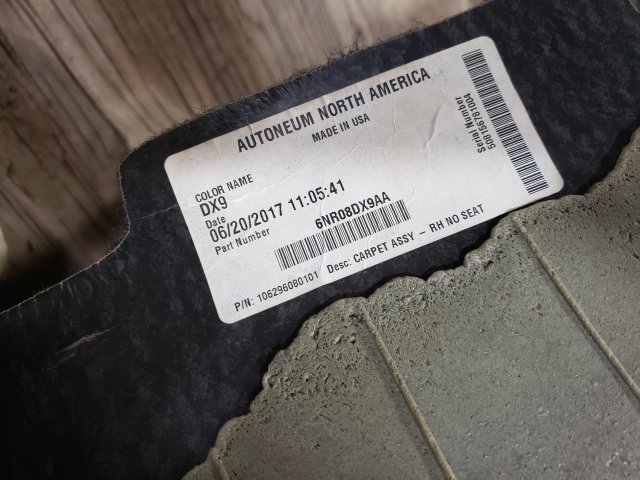 AUTONEUM NORTH AMERICA
MADE IN USA
COLOR NAME
DX9
Date
06/20/2017 11:05:41
Part Number
6NR08DX9AA
P/N: 106296080101 Desc: CARPET ASSY - RH NO SEAT
Serial Number
5081567781004